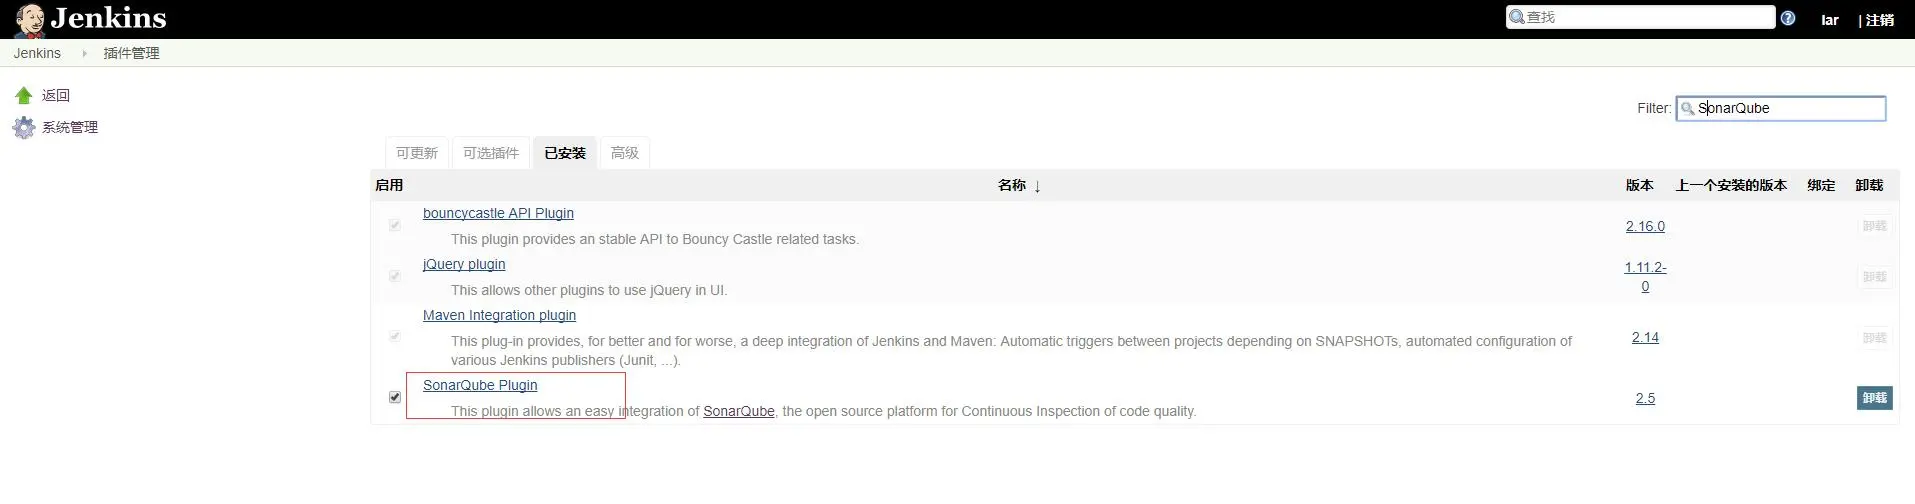 Jenkins
查找
lar
| 注销
Jenkins
插件管理
返回
系统管理
Filter:
SonarQube
可更新
可选插件
已安装
高级
启用
名称 ↓
版本
上一个安装的版本
绑定
卸载
bouncycastle API Plugin
This plugin provides an stable API to Bouncy Castle related tasks.
2.16.0
卸载
jQuery plugin
This allows other plugins to use jQuery in UI.
1.11.2-
0
卸载
Maven Integration plugin
This plug-in provides, for better and for worse, a deep integration of Jenkins and Maven: Automatic triggers between projects depending on SNAPSHOTs, automated configuration of
various Jenkins publishers (Junit, ...).
2.14
卸载
SonarQube Plugin
This plugin allows an easy integration of SonarQube, the open source platform for Continuous Inspection of code quality.
2.5
卸载